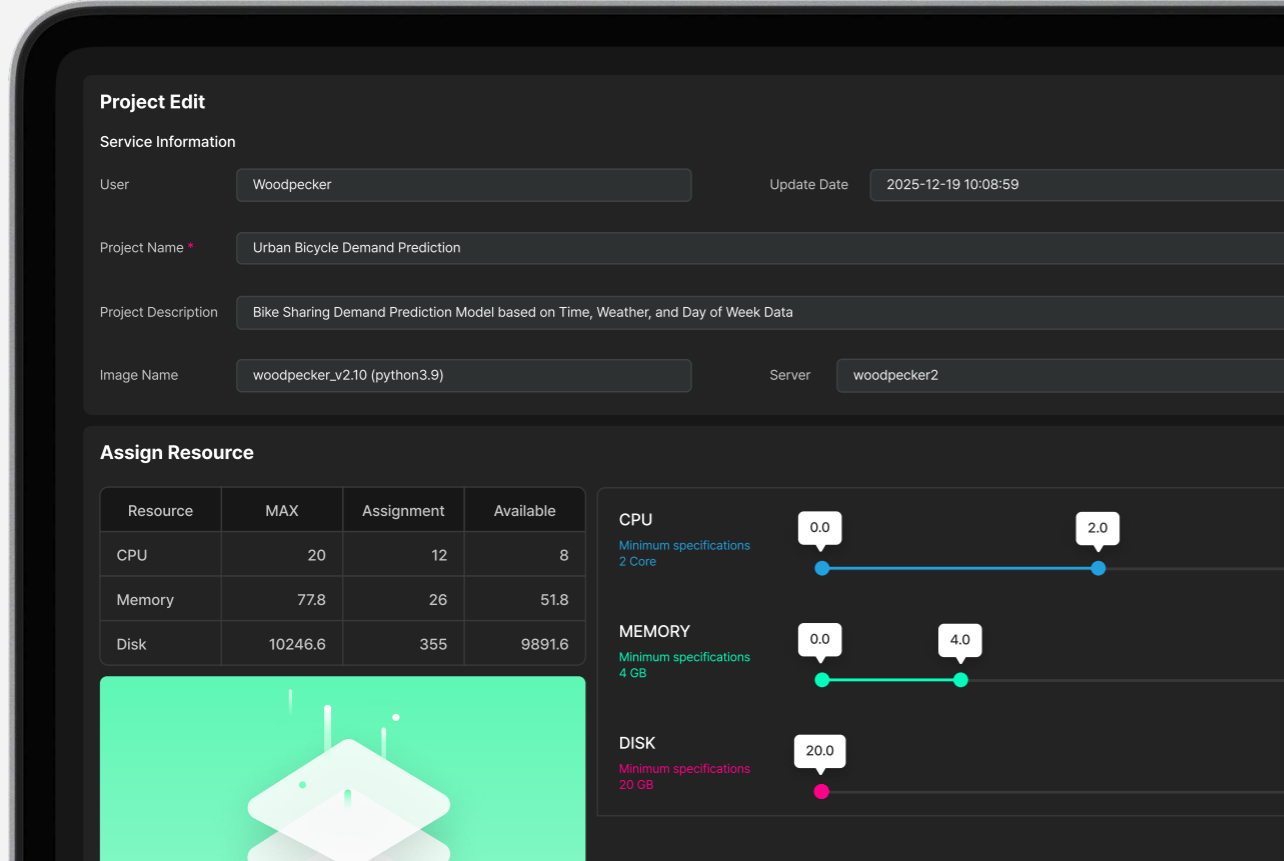 Project Edit
Service Information
User Woodpecker Update Date 2025-12-19 10:08:59
Project Name * Urban Bicycle Demand Prediction
Project Description Bike Sharing Demand Prediction Model based on Time, Weather, and Day of Week Data
Image Name woodpecker_v2.10 (python3.9) Server woodpecker2
Assign Resource
Resource MAX Assignment Available
CPU 20 12 8
Memory 77.8 26 51.8
Disk 10246.6 355 9891.6
CPU 0.0 2.0
Minimum specifications
2 Core
MEMORY 0.0 4.0
Minimum specifications
4 GB
DISK 20.0
Minimum specifications
20 GB